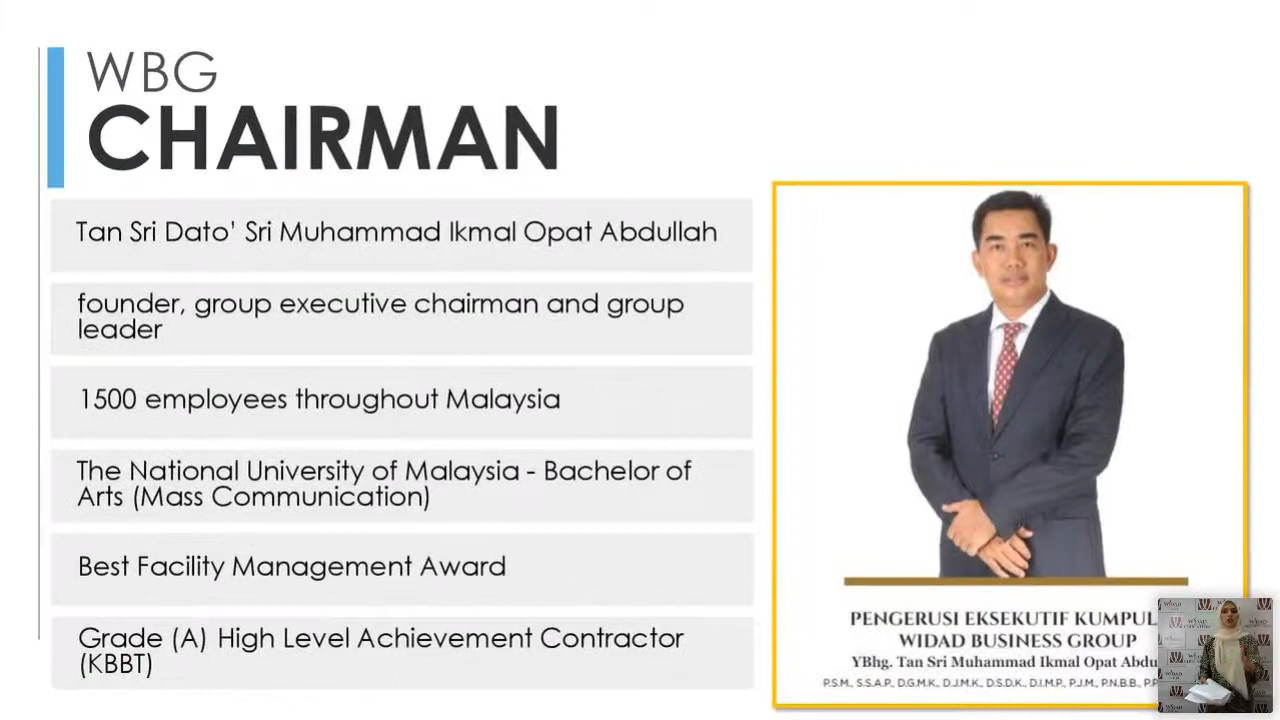 WBG
CHAIRMAN
Tan Sri Dato' Sri Muhammad Ikmal Opat Abdullah
founder, group executive chairman and group
leader
1500 employees throughout Malaysia
The National University of Malaysia - Bachelor of
Arts (Mass Communication)
Best Facility Management Award
Grade (A) High Level Achievement Contractor
(KBBT)
PENGERUSI EKSEKUTIF
WIDAD BUSINESS GROUP
YBhg. Tan Sri Muhammad Ikmal Opat
P.S.M., S.S.A.P., D.G.M.K., D.J.M.K., D.S.D.K., D.I.M.P., P.J.M., P.N.B.B.,
WIDAD